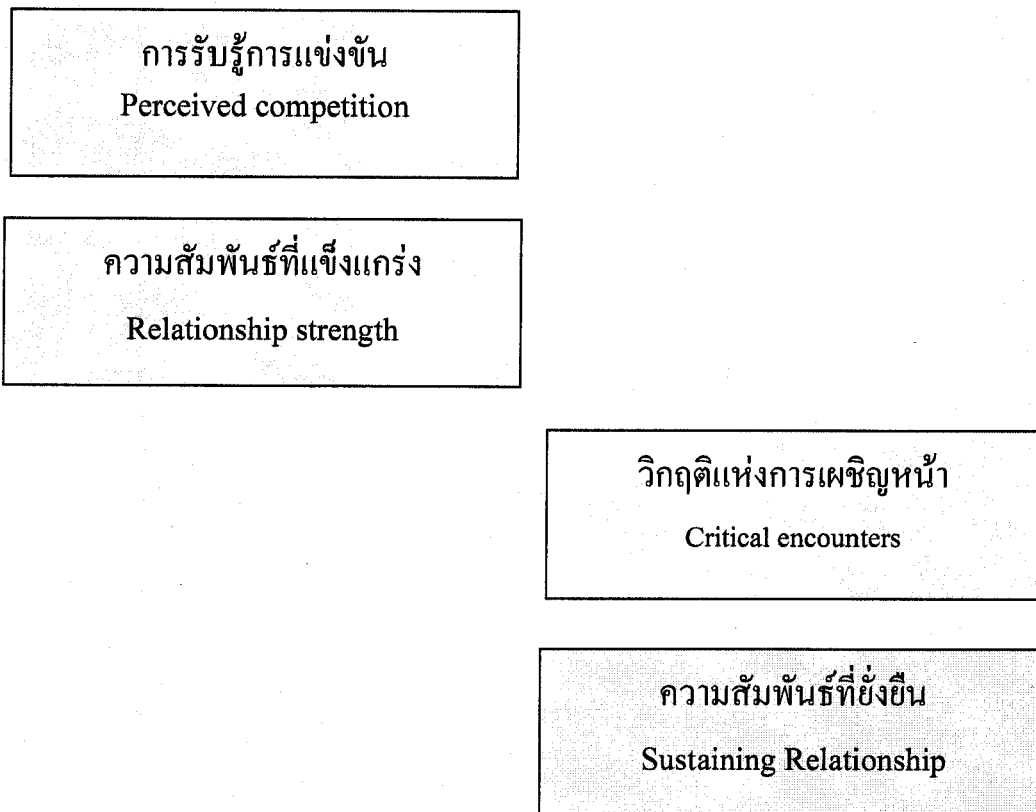 การรับรู้การแข่งขัน
Perceived competition
ความสัมพันธ์ที่แข็งแกร่ง
Relationship strength
วิกฤติแห่งการเผชิญหน้า
Critical encounters
ความสัมพันธ์ที่ยั่งยืน
Sustaining Relationship